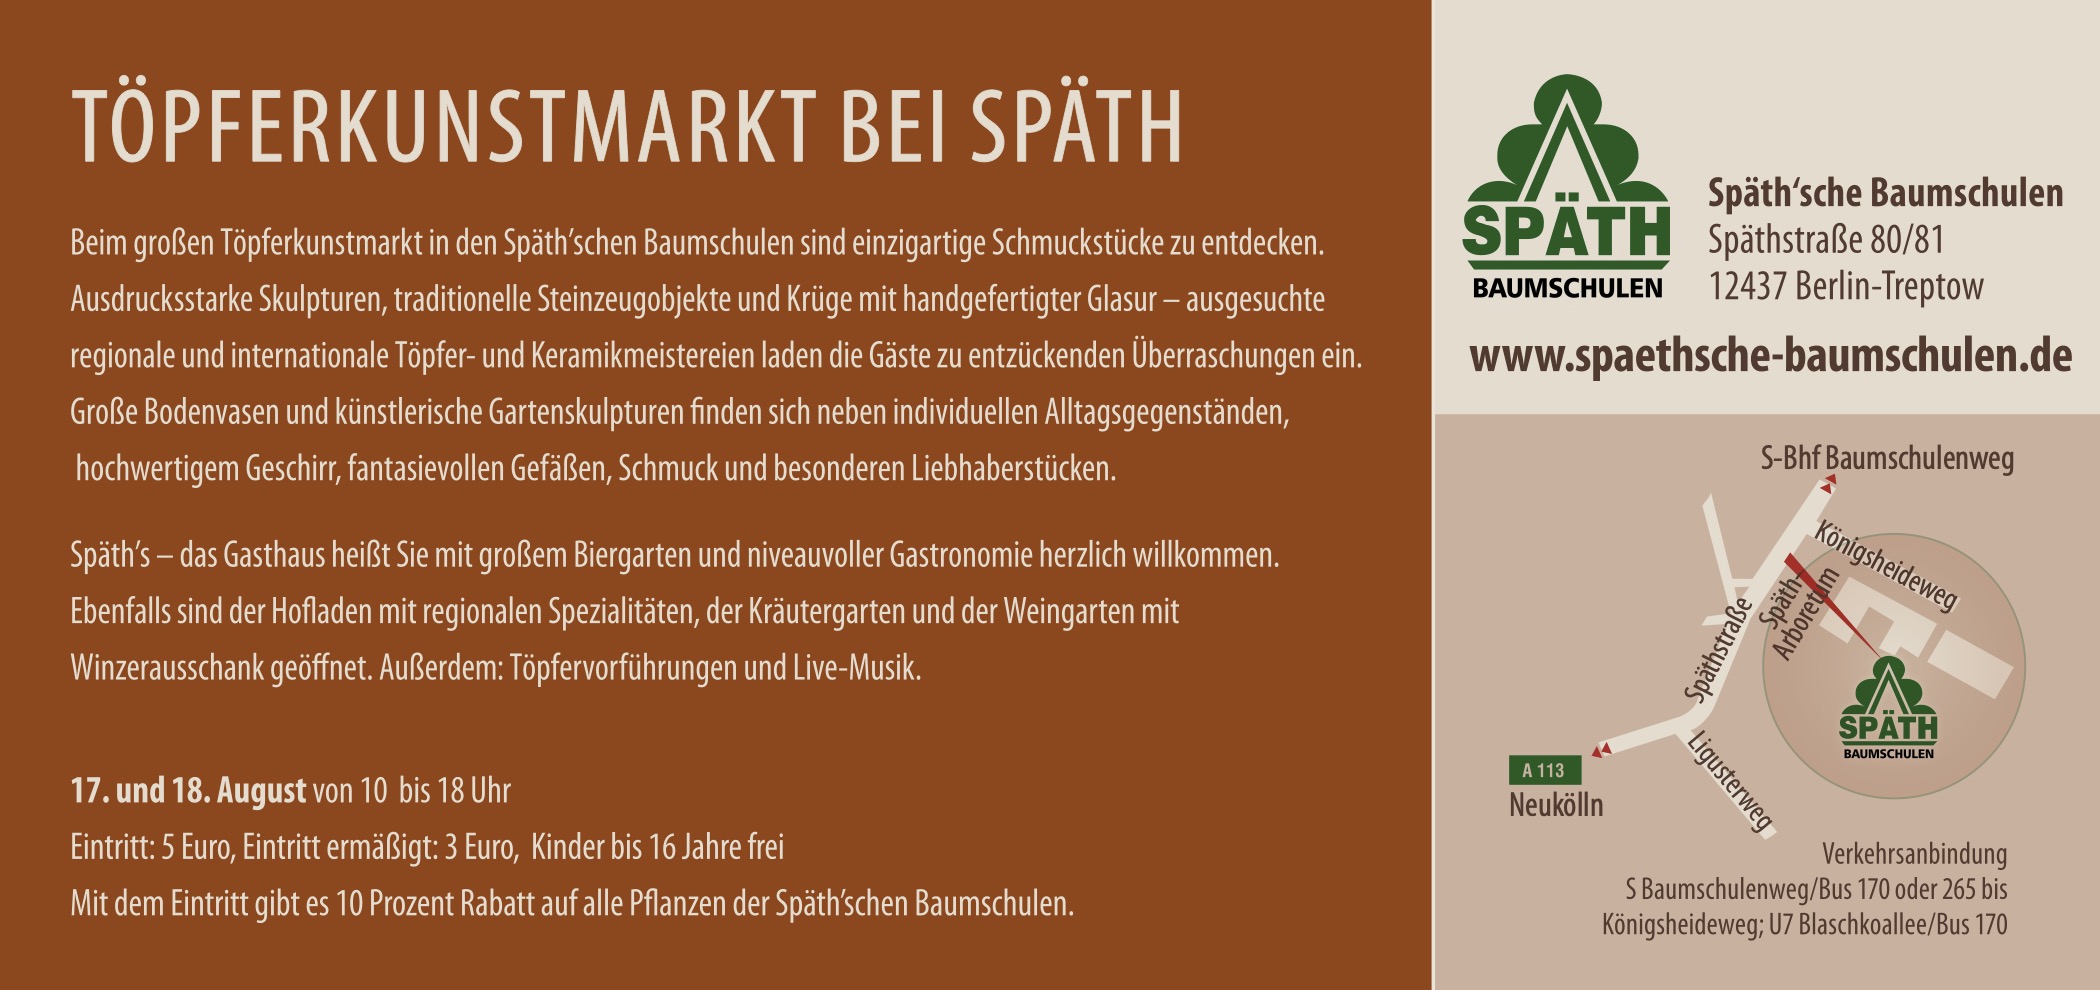 TÖPFERKUNSTMARKT BEI SPÄTH
Beim großen Töpferkunstmarkt in den Späth’schen Baumschulen sind einzigartige Schmuckstücke zu entdecken.
Ausdrucksstarke Skulpturen, traditionelle Steinzeugobjekte und Krüge mit handgefertigter Glasur – ausgesuchte
regionale und internationale Töpfer- und Keramikmeistereien laden die Gäste zu entzückenden Überraschungen ein.
Große Bodenvasen und künstlerische Gartenskulpturen finden sich neben individuellen Alltagsgegenständen,
hochwertigem Geschirr, fantasievollen Gefäßen, Schmuck und besonderen Liebhaberstücken.
Späth’s – das Gasthaus heißt Sie mit großem Biergarten und niveauvoller Gastronomie herzlich willkommen.
Ebenfalls sind der Hofladen mit regionalen Spezialitäten, der Kräutergarten und der Weingarten mit
Winzerausschank geöffnet. Außerdem: Töpfervorführungen und Live-Musik.
17. und 18. August von 10 bis 18 Uhr
Eintritt: 5 Euro, Eintritt ermäßigt: 3 Euro, Kinder bis 16 Jahre frei
Mit dem Eintritt gibt es 10 Prozent Rabatt auf alle Pflanzen der Späth’schen Baumschulen.
SPÄTH
BAUMSCHULEN
Späth‘sche Baumschulen
Späthstraße 80/81
12437 Berlin-Treptow
www.spaethsche-baumschulen.de
S-Bhf Baumschulenweg
Königsheideweg
Späth-
Arboretum
Späthstraße
SPÄTH
BAUMSCHULEN
Ligusterweg
A 113
Neukölln
Verkehrsanbindung
S Baumschulenweg/Bus 170 oder 265 bis
Königsheideweg; U7 Blaschkoallee/Bus 170